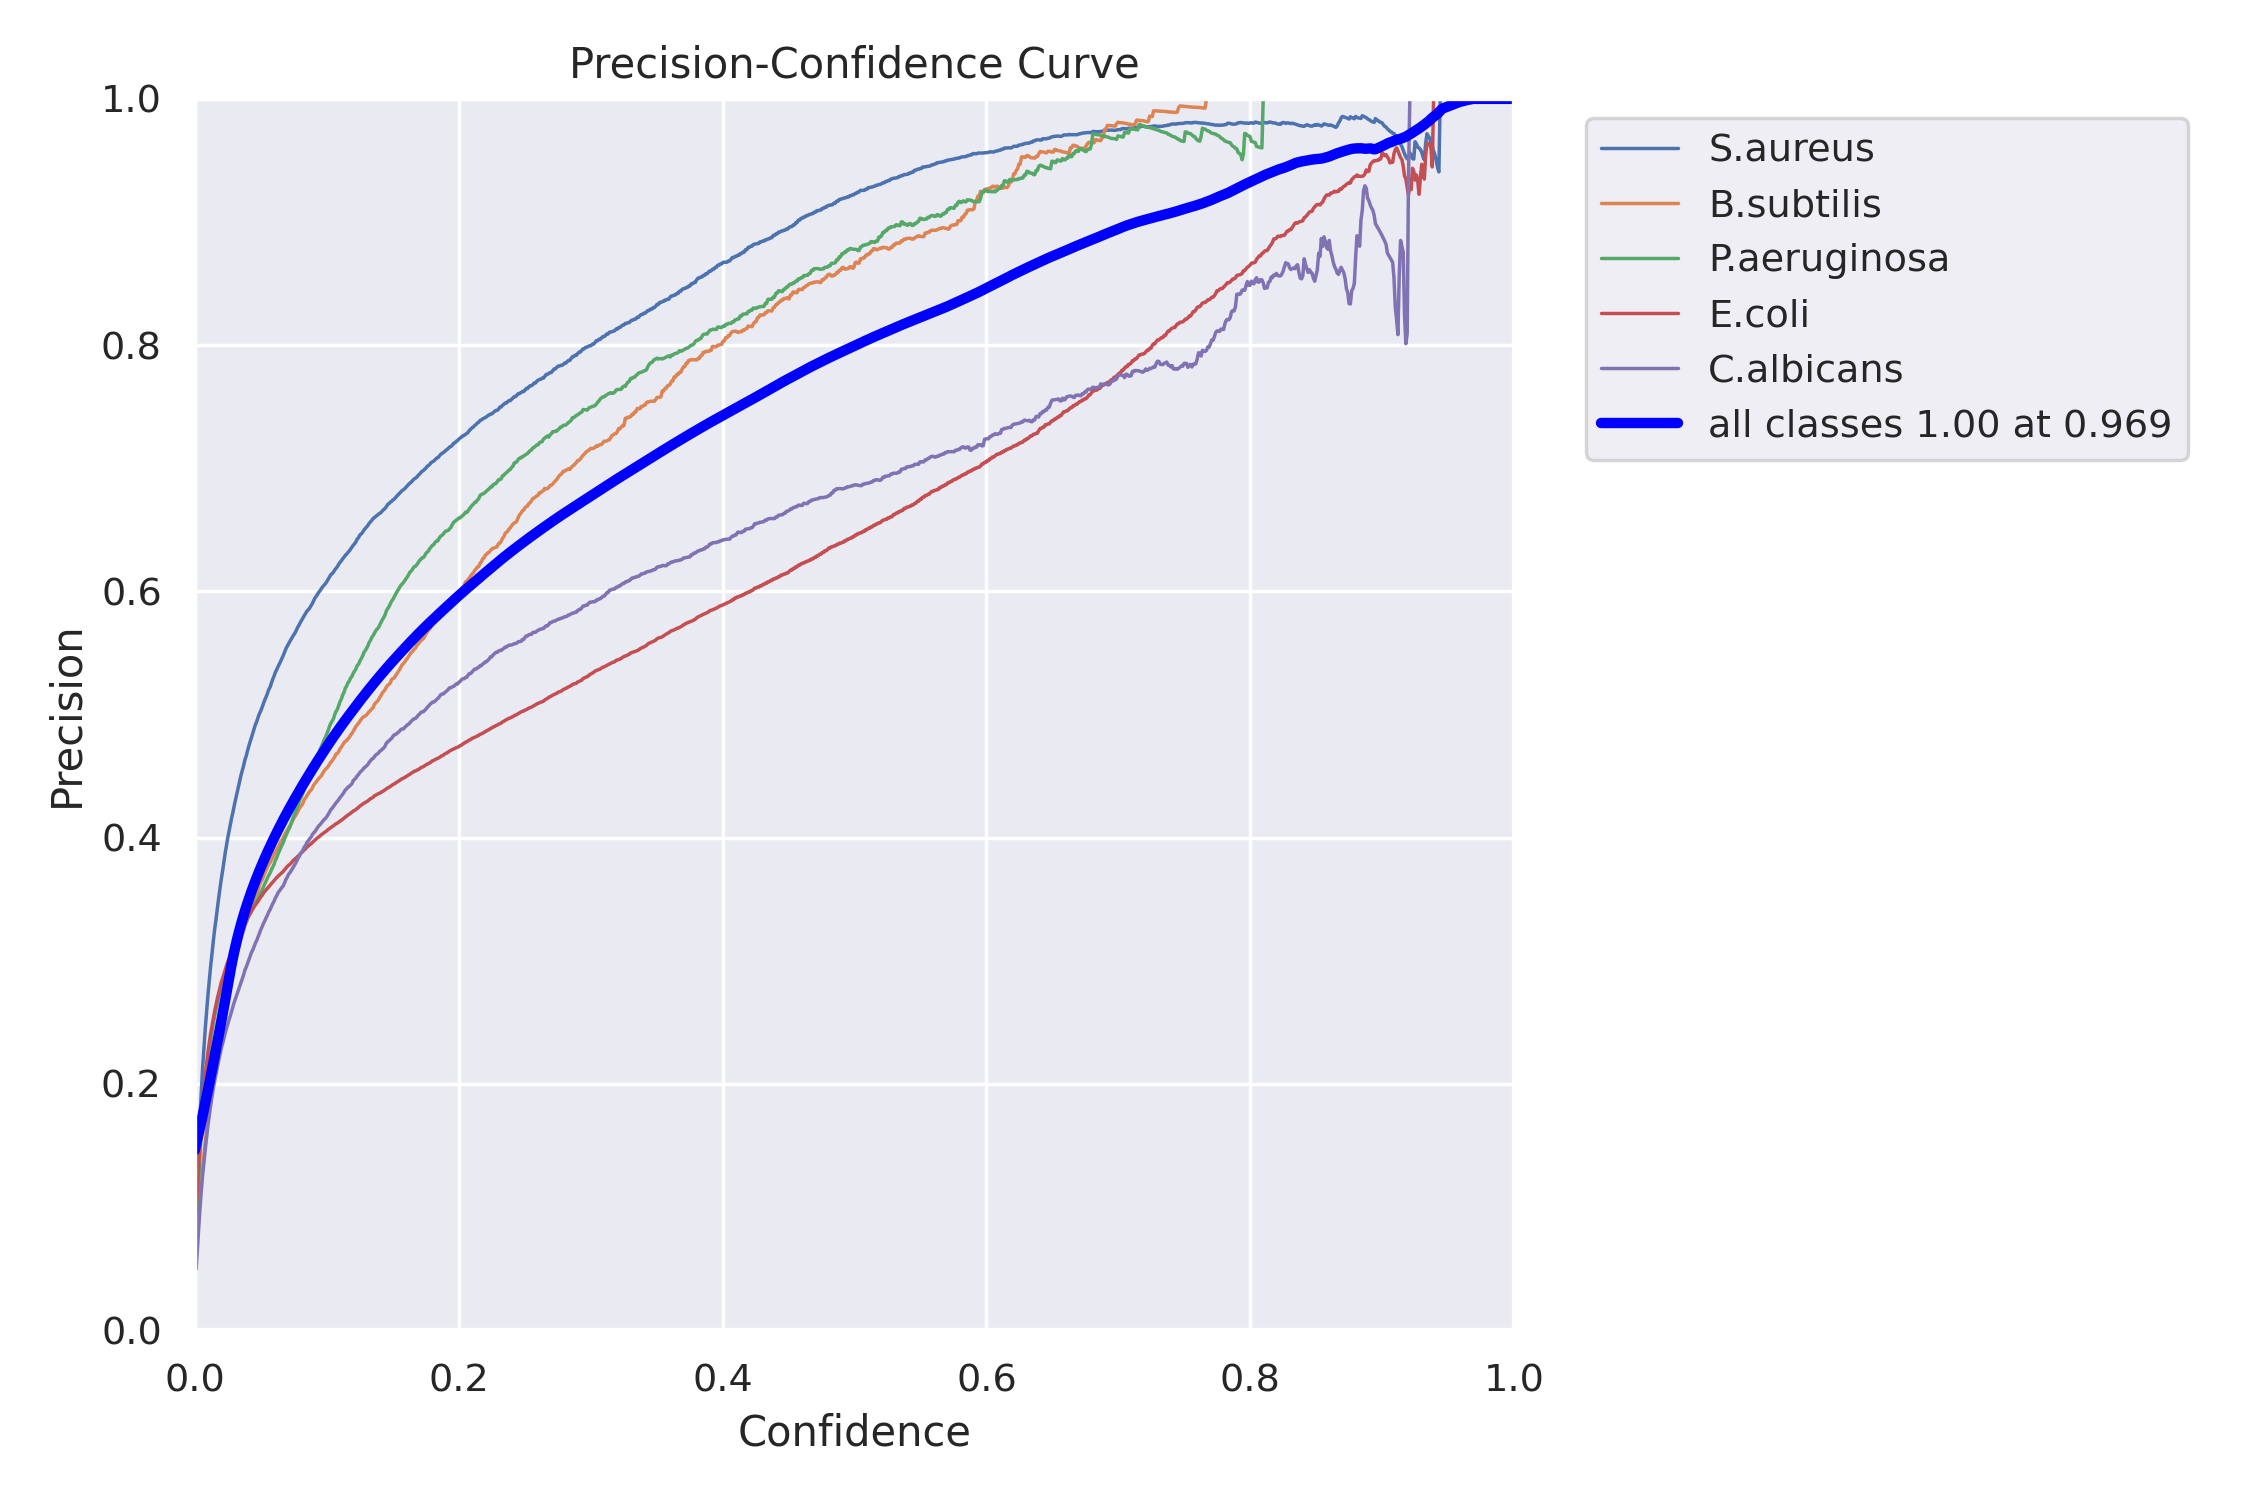 Precision-Confidence Curve
1.0
0.8
0.6
0.4
0.2
0.0
Precision
0.0 0.2 0.4 0.6 0.8 1.0
Confidence
S.aureus
B.subtilis
P.aeruginosa
E.coli
C.albicans
all classes 1.00 at 0.969